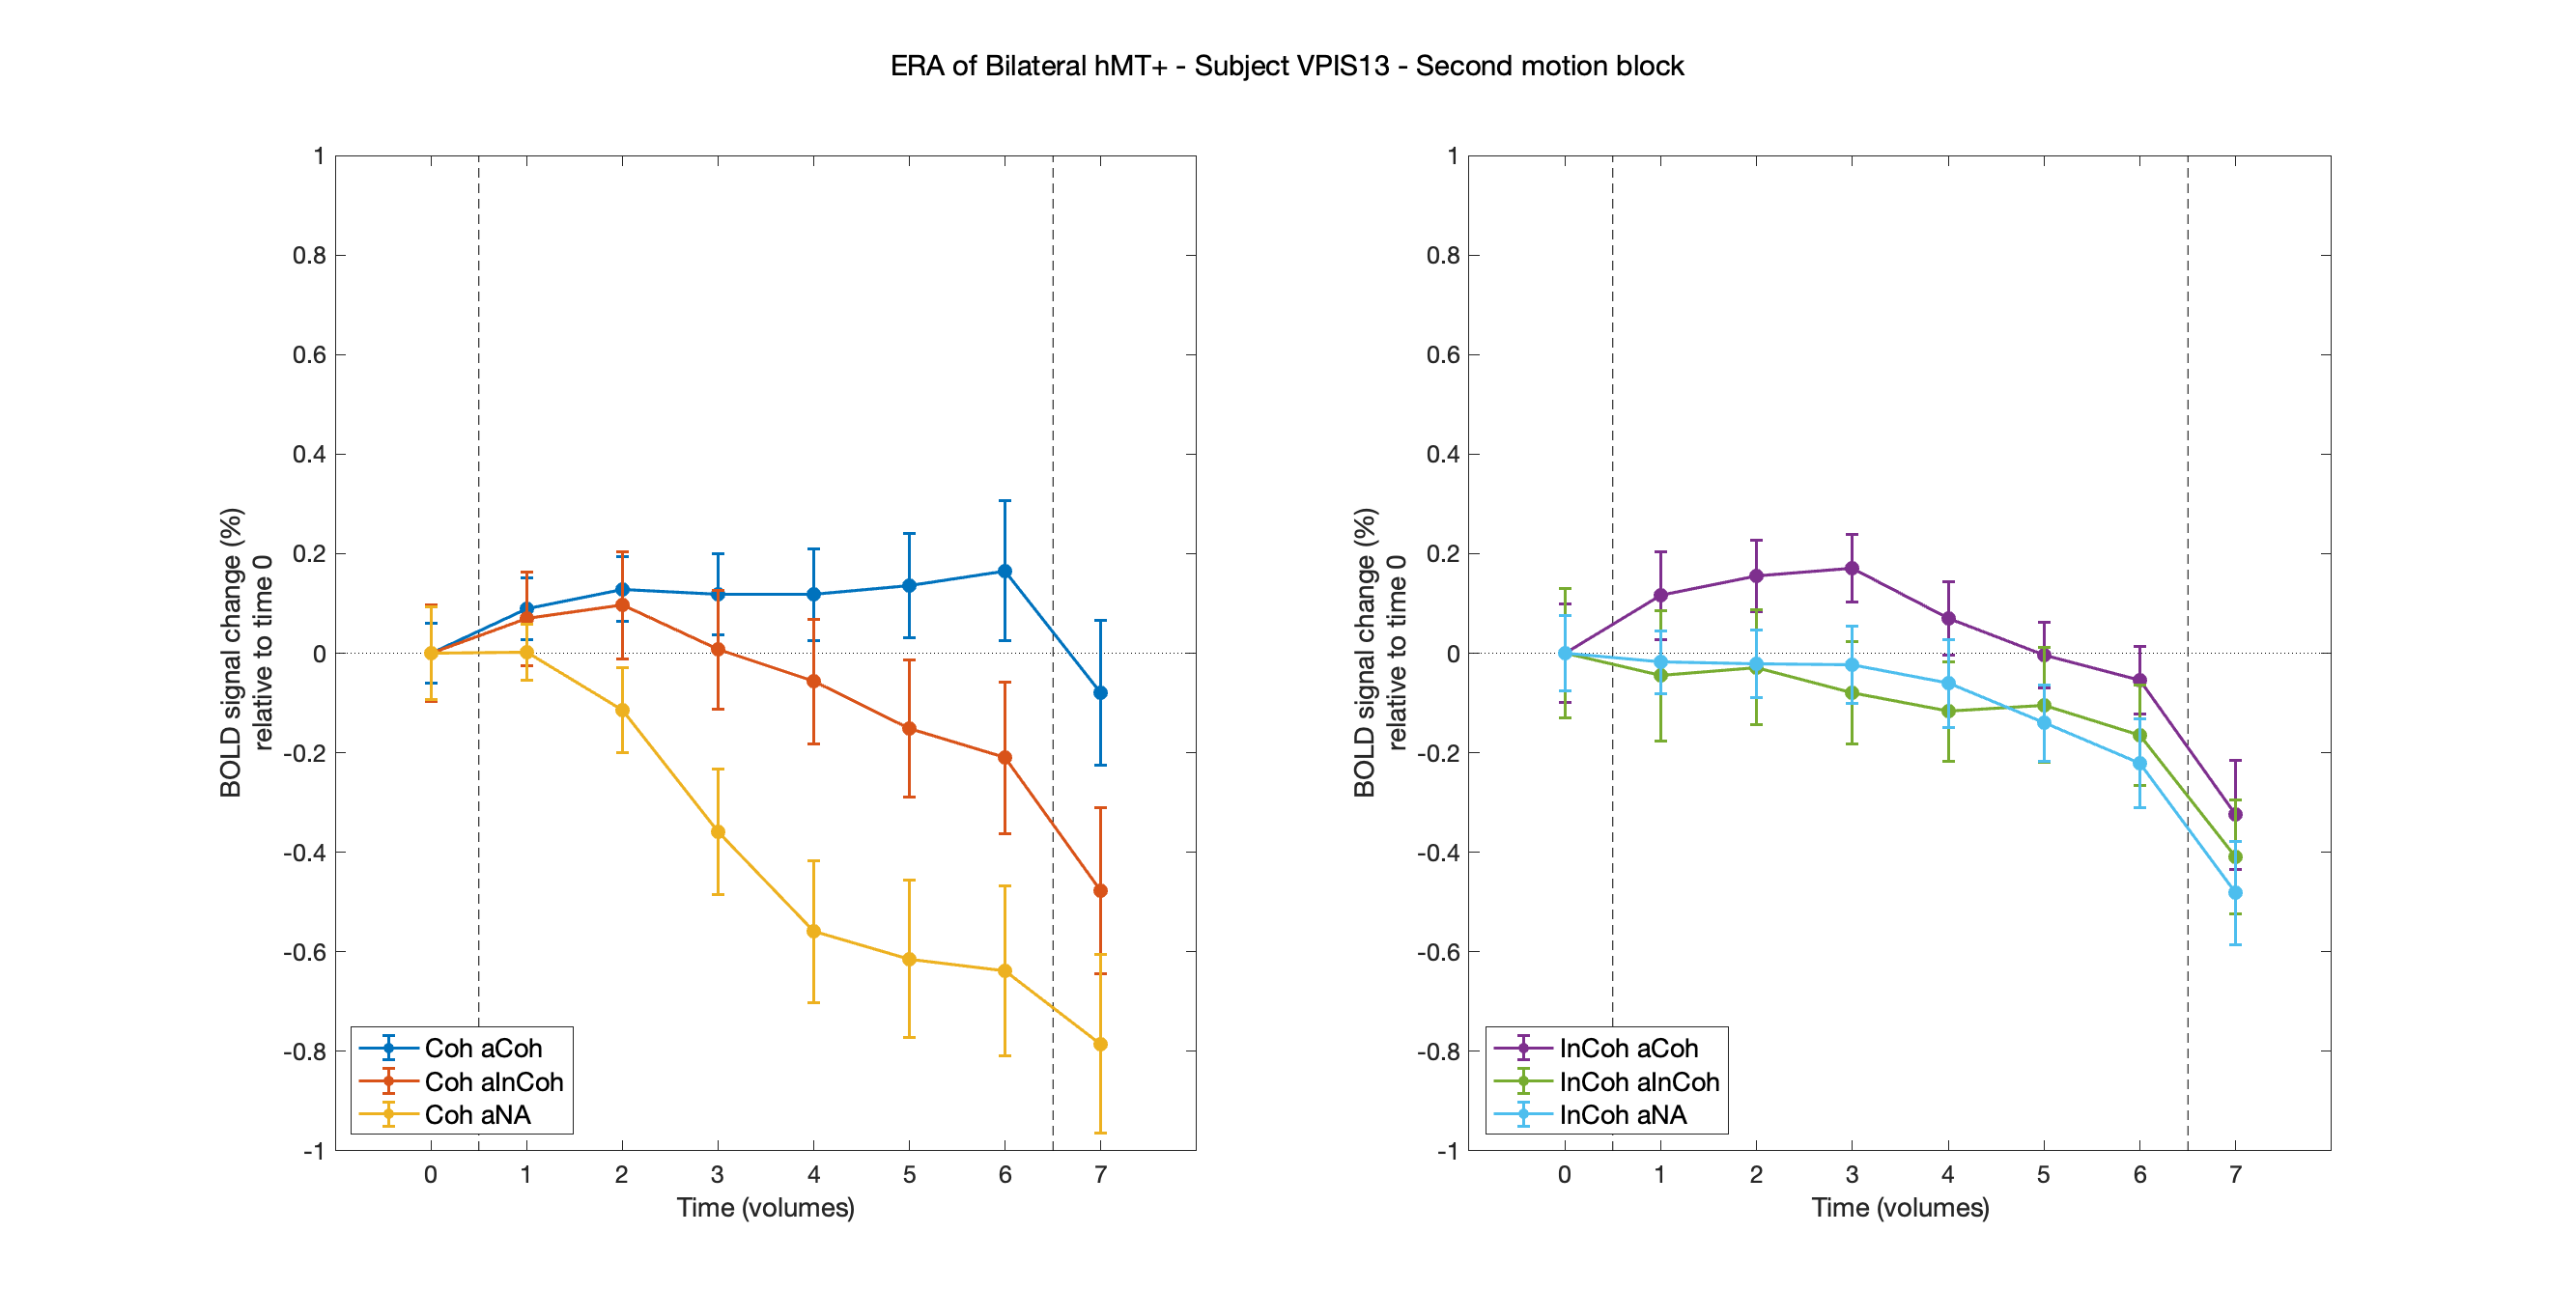 ERA of Bilateral hMT+ - Subject VPIS13 - Second motion block
1
0.8
0.6
0.4
0.2
0
-0.2
-0.4
-0.6
-0.8
-1
BOLD signal change (%)
relative to time 0
Coh aCoh
Coh aInCoh
Coh aNA
0 1 2 3 4 5 6 7
Time (volumes)
1
0.8
0.6
0.4
0.2
0
-0.2
-0.4
-0.6
-0.8
-1
BOLD signal change (%)
relative to time 0
InCoh aCoh
InCoh aInCoh
InCoh aNA
0 1 2 3 4 5 6 7
Time (volumes)